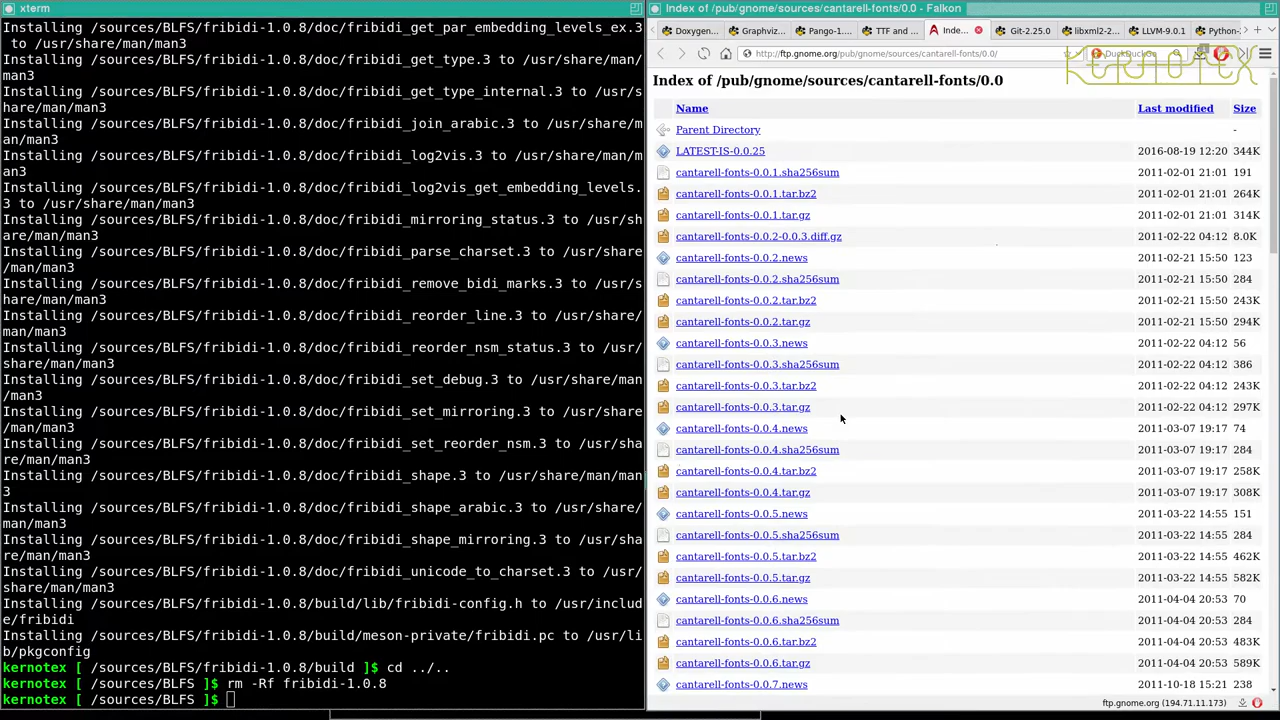 xterm
Installing /sources/BLFS/fribidi-1.0.8/doc/fribidi_get_par_embedding_levels_ex.3
 to /usr/share/man/man3
Installing /sources/BLFS/fribidi-1.0.8/doc/fribidi_get_type.3 to /usr/share/man/
man3
Installing /sources/BLFS/fribidi-1.0.8/doc/fribidi_get_type_internal.3 to /usr/s
hare/man/man3
Installing /sources/BLFS/fribidi-1.0.8/doc/fribidi_join_arabic.3 to /usr/share/m
an/man3
Installing /sources/BLFS/fribidi-1.0.8/doc/fribidi_log2vis.3 to /usr/share/man/m
an3
Installing /sources/BLFS/fribidi-1.0.8/doc/fribidi_log2vis_get_embedding_levels.
3 to /usr/share/man/man3
Installing /sources/BLFS/fribidi-1.0.8/doc/fribidi_mirroring_status.3 to /usr/sh
are/man/man3
Installing /sources/BLFS/fribidi-1.0.8/doc/fribidi_parse_charset.3 to /usr/share
/man/man3
Installing /sources/BLFS/fribidi-1.0.8/doc/fribidi_remove_bidi_marks.3 to /usr/s
hare/man/man3
Installing /sources/BLFS/fribidi-1.0.8/doc/fribidi_reorder_line.3 to /usr/share/
man/man3
Installing /sources/BLFS/fribidi-1.0.8/doc/fribidi_reorder_nsm_status.3 to /usr/
share/man/man3
Installing /sources/BLFS/fribidi-1.0.8/doc/fribidi_set_debug.3 to /usr/share/man
/man3
Installing /sources/BLFS/fribidi-1.0.8/doc/fribidi_set_mirroring.3 to /usr/share
/man/man3
Installing /sources/BLFS/fribidi-1.0.8/doc/fribidi_set_reorder_nsm.3 to /usr/sha
re/man/man3
Installing /sources/BLFS/fribidi-1.0.8/doc/fribidi_shape.3 to /usr/share/man/man
3
Installing /sources/BLFS/fribidi-1.0.8/doc/fribidi_shape_arabic.3 to /usr/share/
man/man3
Installing /sources/BLFS/fribidi-1.0.8/doc/fribidi_shape_mirroring.3 to /usr/sha
re/man/man3
Installing /sources/BLFS/fribidi-1.0.8/doc/fribidi_unicode_to_charset.3 to /usr/
share/man/man3
Installing /sources/BLFS/fribidi-1.0.8/build/lib/fribidi-config.h to /usr/includ
e/fribidi
Installing /sources/BLFS/fribidi-1.0.8/build/meson-private/fribidi.pc to /usr/li
b/pkgconfig
kernotex [ /sources/BLFS/fribidi-1.0.8/build ]$ cd ../..
kernotex [ /sources/BLFS ]$ rm -Rf fribidi-1.0.8
kernotex [ /sources/BLFS ]$
Index of /pub/gnome/sources/cantarell-fonts/0.0 - Falkon
Doxygen... Graphviz... Pango-1.... TTF and ... Inde... Git-2.25.0 libxml2-2... LLVM-9.0.1 Python-
http://ftp.gnome.org/pub/gnome/sources/cantarell-fonts/0.0/ DuckDuckGo
KERNOTEX
Index of /pub/gnome/sources/cantarell-fonts/0.0
Name Last modified Size
Parent Directory -
LATEST-IS-0.0.25 2016-08-19 12:20 344K
cantarell-fonts-0.0.1.sha256sum 2011-02-01 21:01 191
cantarell-fonts-0.0.1.tar.bz2 2011-02-01 21:01 264K
cantarell-fonts-0.0.1.tar.gz 2011-02-01 21:01 314K
cantarell-fonts-0.0.2-0.0.3.diff.gz 2011-02-22 04:12 8.0K
cantarell-fonts-0.0.2.news 2011-02-21 15:50 123
cantarell-fonts-0.0.2.sha256sum 2011-02-21 15:50 284
cantarell-fonts-0.0.2.tar.bz2 2011-02-21 15:50 243K
cantarell-fonts-0.0.2.tar.gz 2011-02-21 15:50 294K
cantarell-fonts-0.0.3.news 2011-02-22 04:12 56
cantarell-fonts-0.0.3.sha256sum 2011-02-22 04:12 386
cantarell-fonts-0.0.3.tar.bz2 2011-02-22 04:12 243K
cantarell-fonts-0.0.3.tar.gz 2011-02-22 04:12 297K
cantarell-fonts-0.0.4.news 2011-03-07 19:17 74
cantarell-fonts-0.0.4.sha256sum 2011-03-07 19:17 284
cantarell-fonts-0.0.4.tar.bz2 2011-03-07 19:17 258K
cantarell-fonts-0.0.4.tar.gz 2011-03-07 19:17 308K
cantarell-fonts-0.0.5.news 2011-03-22 14:55 151
cantarell-fonts-0.0.5.sha256sum 2011-03-22 14:55 284
cantarell-fonts-0.0.5.tar.bz2 2011-03-22 14:55 462K
cantarell-fonts-0.0.5.tar.gz 2011-03-22 14:55 582K
cantarell-fonts-0.0.6.news 2011-04-04 20:53 70
cantarell-fonts-0.0.6.sha256sum 2011-04-04 20:53 284
cantarell-fonts-0.0.6.tar.bz2 2011-04-04 20:53 483K
cantarell-fonts-0.0.6.tar.gz 2011-04-04 20:53 589K
cantarell-fonts-0.0.7.news 2011-10-18 15:21 238
ftp.gnome.org (194.71.11.173)